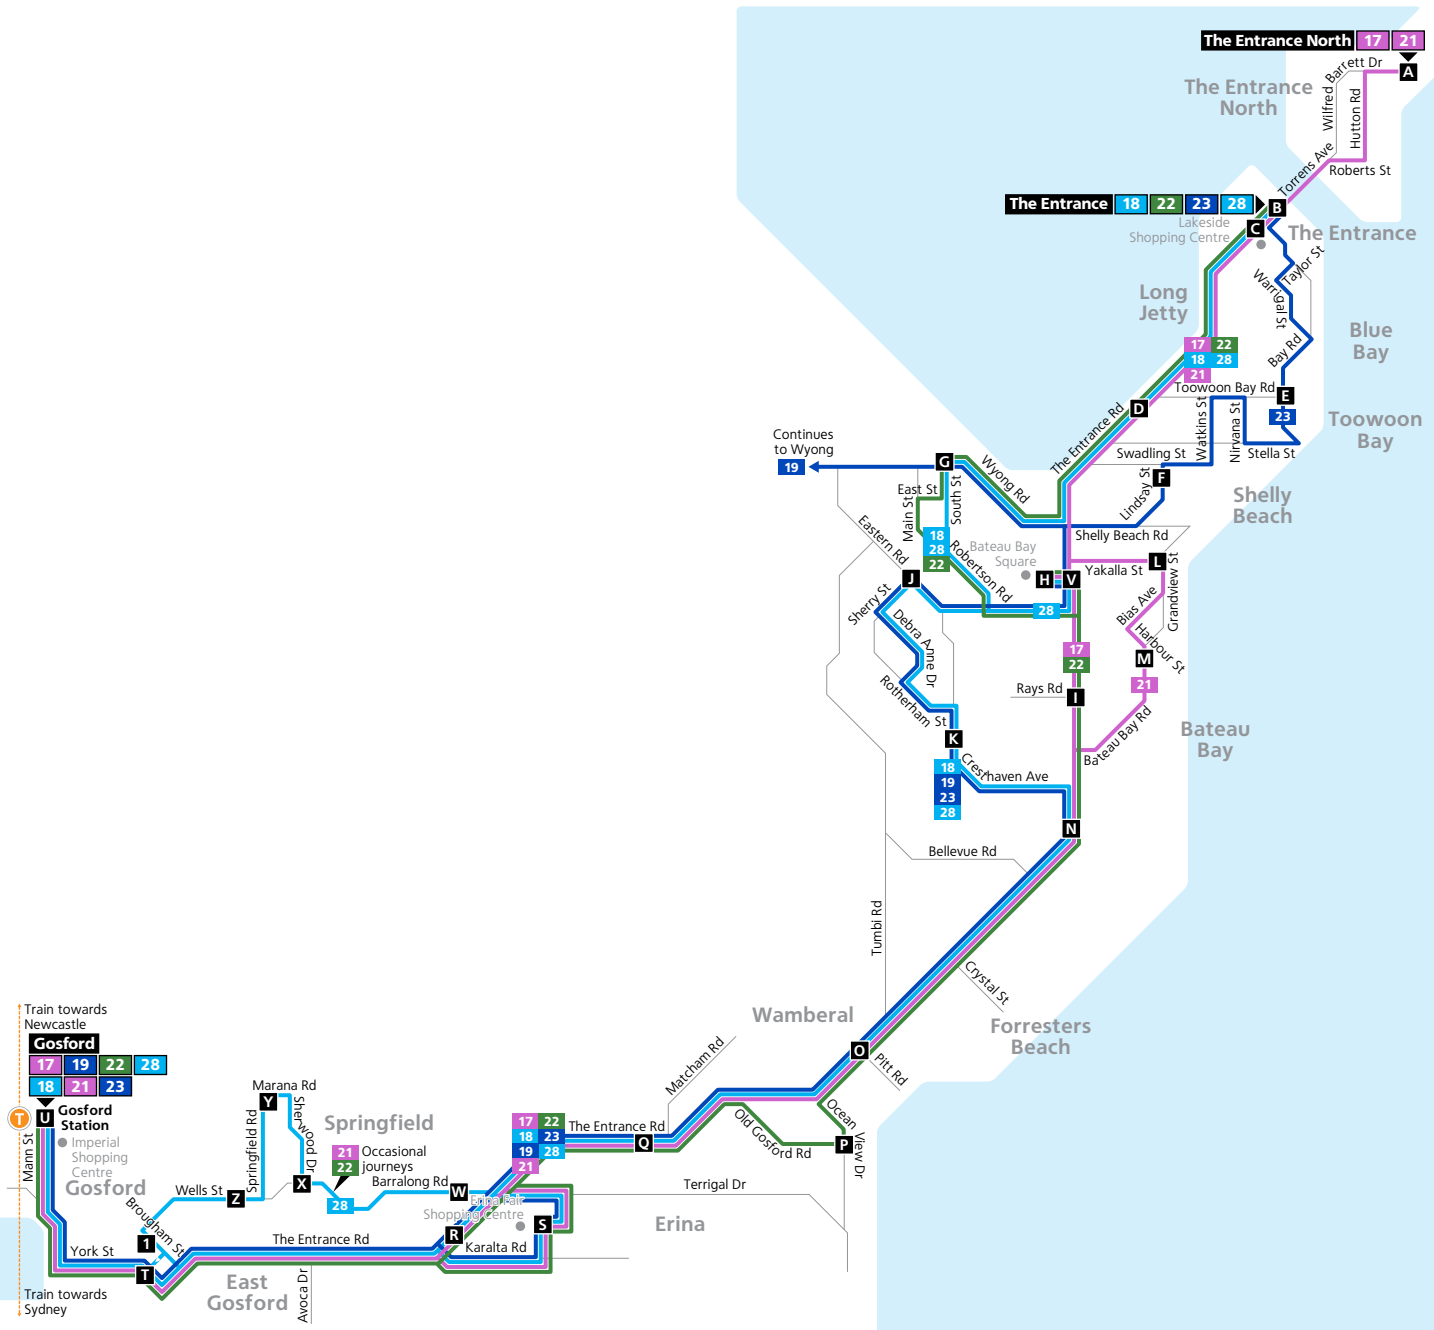 The Entrance North 17 21
A
Barrett Dr
The Entrance
North
Wilfred
Hutton Rd
Torrens Ave
Roberts St
The Entrance 18 22 23 28
B
Lakeside
Shopping Centre
C
The Entrance
Taylor St
Warrigal St
Long
Jetty
Blue
Bay
Bay Rd
17 22
18 28
21
Toowoon Bay Rd
E
D
23
Toowoon
Bay
The Entrance Rd
Watkins St
Nirvana St
Stella St
Swadling St
Continues
to Wyong
19
G
Wyong Rd
F
Lindsay St
Shelly
Beach
East St
South St
Main St
Eastern Rd
Shelly Beach Rd
18
28
22
Robertson Rd
Bateau Bay
Square
H
V
Yakalla St
L
Grandview St
J
Sherry St
28
Bias Ave
Harbour St
Debra Anne Dr
17
22
M
21
Rotherham St
Rays Rd
I
K
Bateau Bay Rd
Bateau
Bay
Cresthaven Ave
18
19
23
28
N
Bellevue Rd
Tumbi Rd
Crystal St
Wamberal
Forresters
Beach
O
Pitt Rd
Matcham Rd
Train towards
Newcastle
Gosford
17 19 22 28
18 21 23
T
U
Gosford
Station
Imperial
Shopping
Centre
Mann St
Gosford
Marana Rd
Y
Sherwood Dr
Springfield Rd
Springfield
21
22
Occasional
journeys
17 22
18 23
19 28
21
The Entrance Rd
Q
Old Gosford Rd
Ocean View Dr
P
Wells St
Z
X
28
Barralong Rd
W
Terrigal Dr
Erina Fair
Shopping Centre
S
Erina
Brougham St
1
R
Karalta Rd
York St
The Entrance Rd
T
East
Gosford
Avoca Dr
Train towards
Sydney